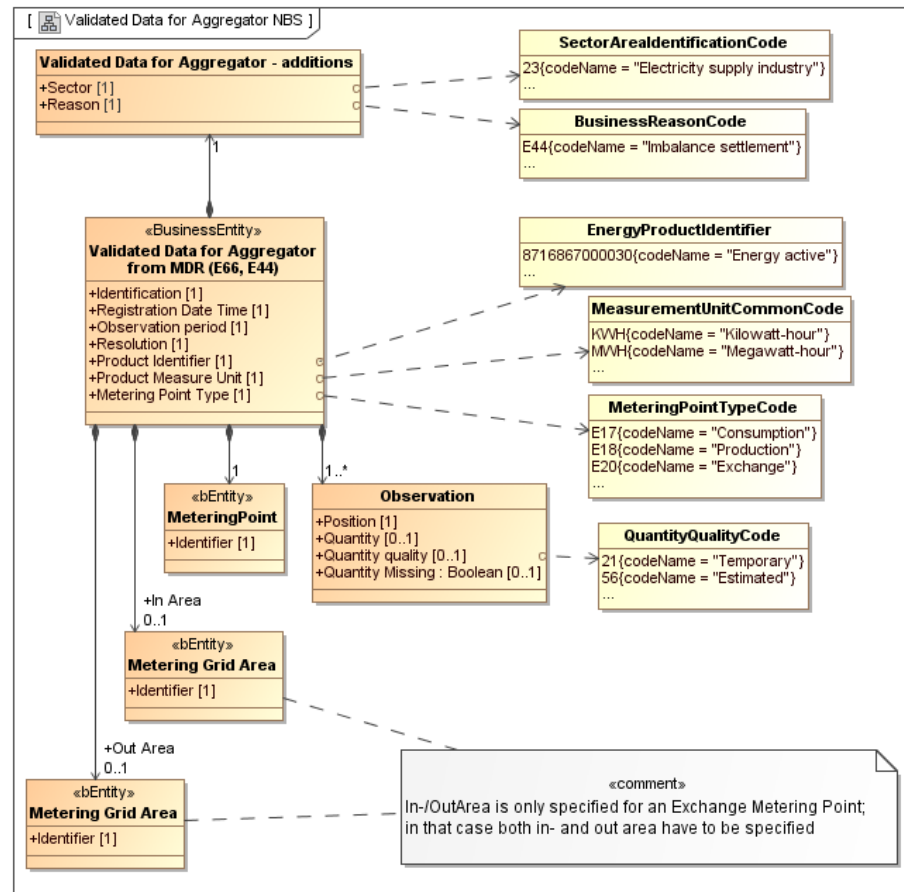 [ Validated Data for Aggregator NBS ]
Validated Data for Aggregator - additions
+Sector [1]
+Reason [1]
SectorAreaIdentificationCode
23{codeName = "Electricity supply industry"}
...
BusinessReasonCode
E44{codeName = "Imbalance settlement"}
...
1
«BusinessEntity»
Validated Data for Aggregator
from MDR (E66, E44)
+Identification [1]
+Registration Date Time [1]
+Observation period [1]
+Resolution [1]
+Product Identifier [1]
+Product Measure Unit [1]
+Metering Point Type [1]
EnergyProductIdentifier
8716867000030{codeName = "Energy active"}
...
MeasurementUnitCommonCode
KWH{codeName = "Kilowatt-hour"}
MWH{codeName = "Megawatt-hour"}
...
MeteringPointTypeCode
E17{codeName = "Consumption"}
E18{codeName = "Production"}
E20{codeName = "Exchange"}
...
1
1..*
«bEntity»
MeteringPoint
+Identifier [1]
Observation
+Position [1]
+Quantity [0..1]
+Quantity quality [0..1]
+Quantity Missing : Boolean [0..1]
QuantityQualityCode
21{codeName = "Temporary"}
56{codeName = "Estimated"}
...
+In Area
0..1
«bEntity»
Metering Grid Area
+Identifier [1]
+Out Area
0..1
«bEntity»
Metering Grid Area
+Identifier [1]
«comment»
In-/OutArea is only specified for an Exchange Metering Point;
in that case both in- and out area have to be specified